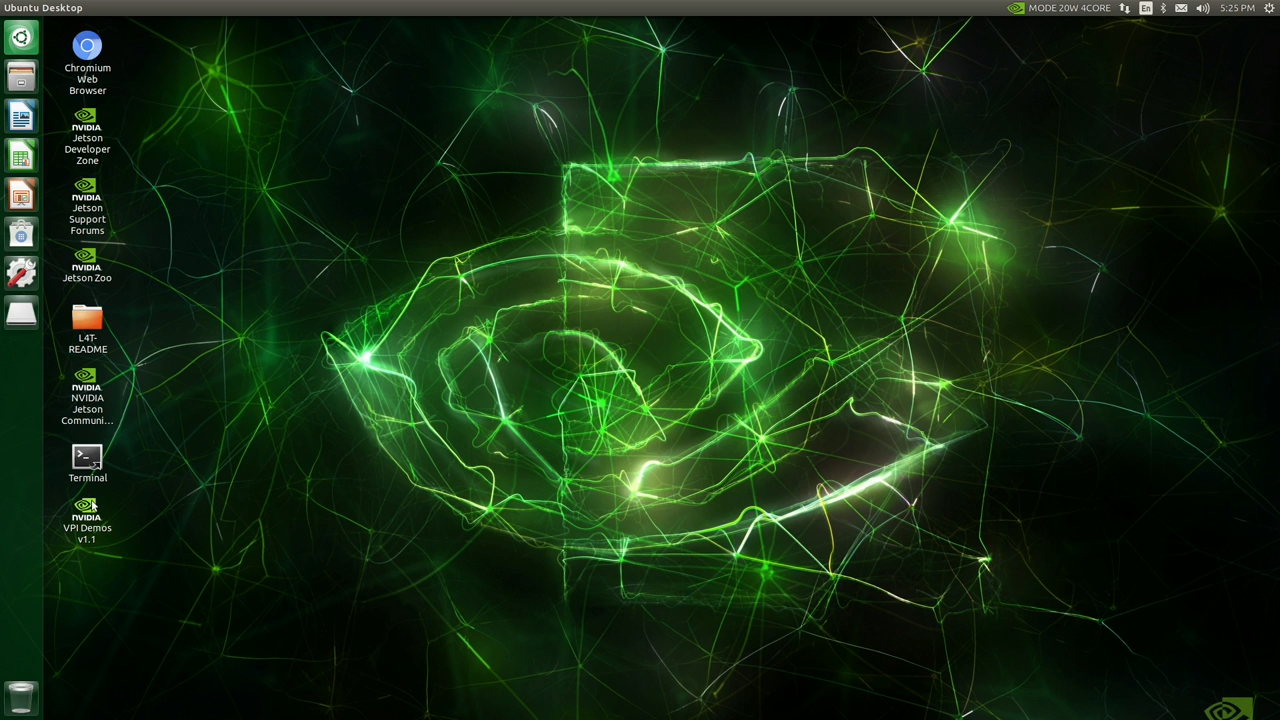 Ubuntu Desktop
MODE 20W 4CORE
En
5:25 PM
Chromium
Web
Browser
NVIDIA.
Jetson
Developer
Zone
NVIDIA.
Jetson
Support
Forums
NVIDIA.
Jetson Zoo
L4T-
README
NVIDIA.
NVIDIA
Jetson
Communi...
>_
Terminal
NVIDIA.
VPI Demos
v1.1